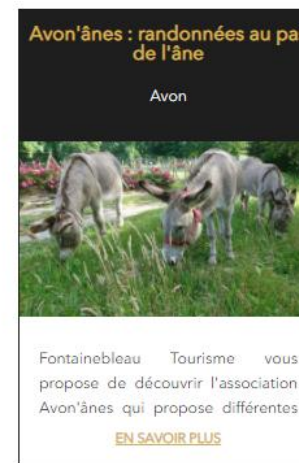 Avon'ânes : randonnées au pa
de l'âne
Avon
Fontainebleau Tourisme vous
propose de découvrir l'association
Avon'ânes qui propose différentes
EN SAVOIR PLUS